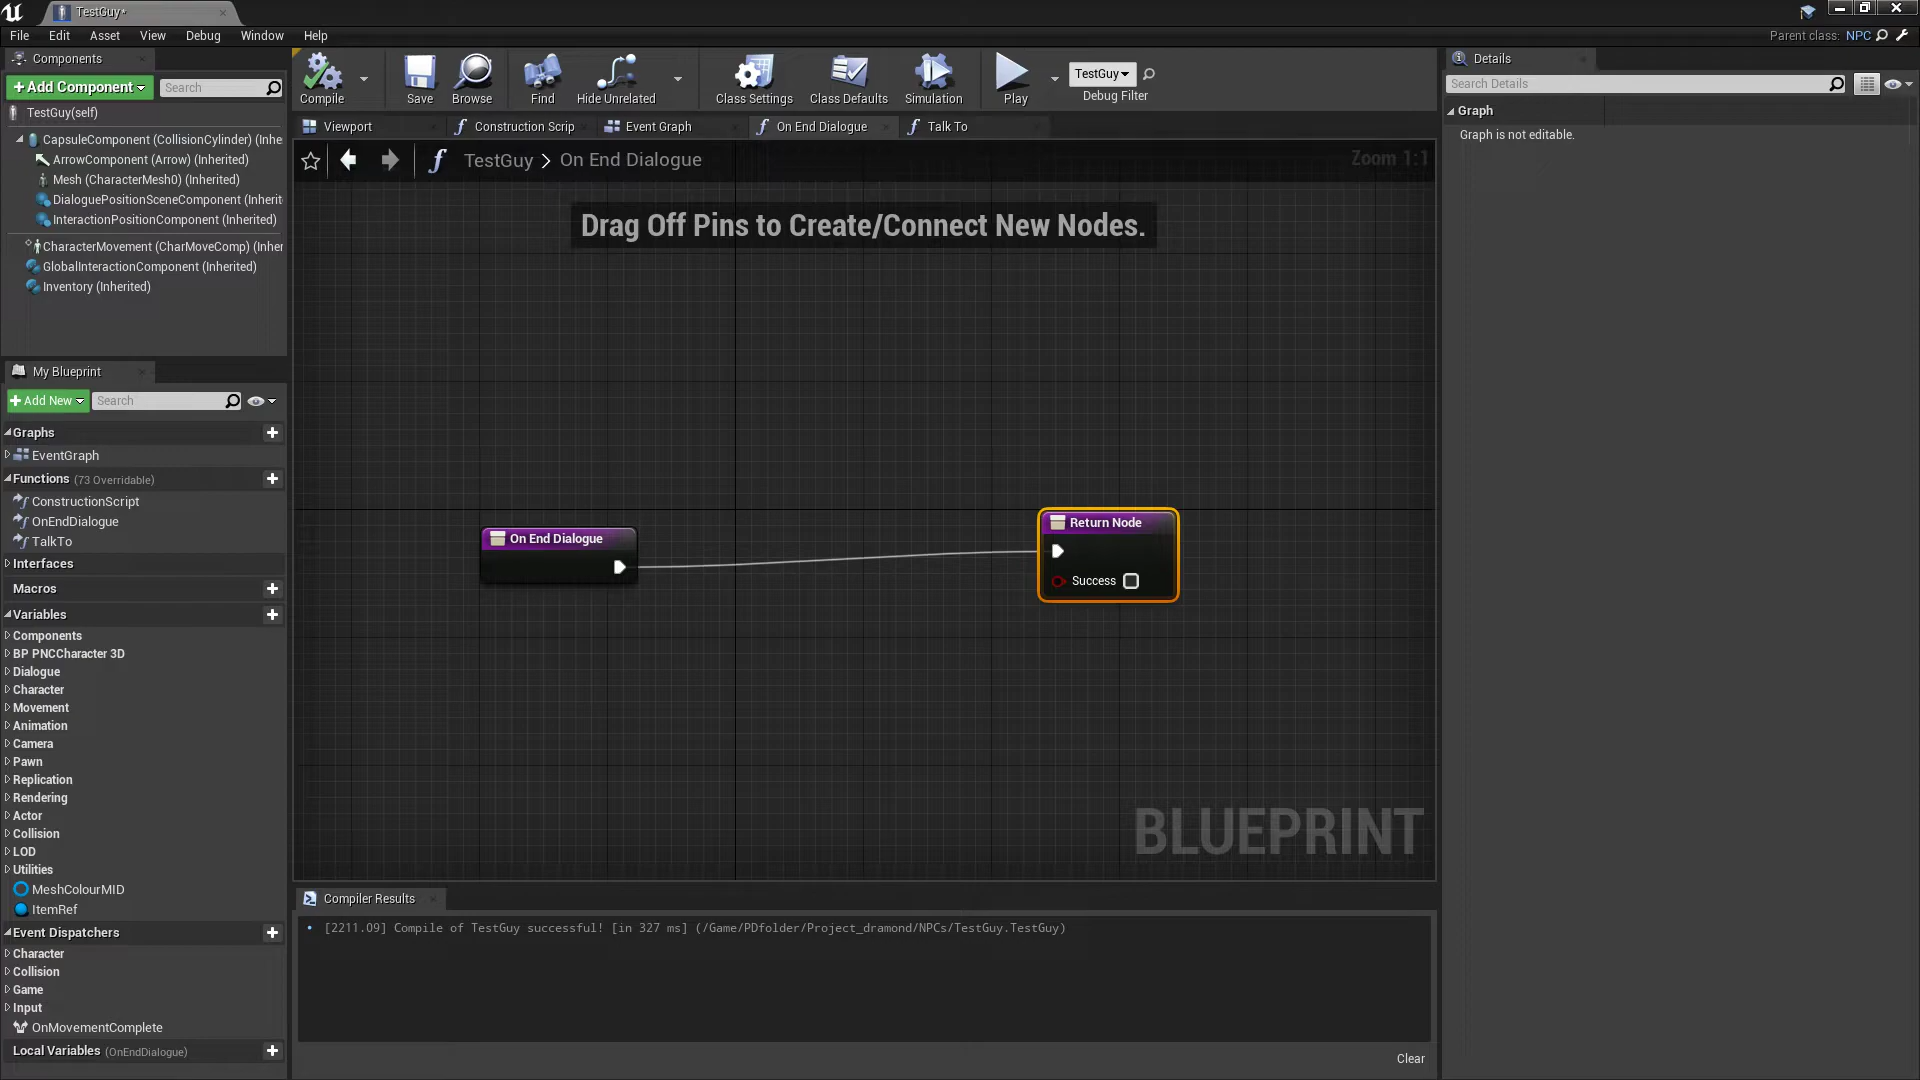 TestGuy*
File Edit Asset View Debug Window Help
Parent class: NPC
Components
+Add Component
Search
TestGuy(self)
CapsuleComponent (CollisionCylinder) (Inhe
ArrowComponent (Arrow) (Inherited)
Mesh (CharacterMesh0) (Inherited)
DialoguePositionSceneComponent (Inherit
InteractionPositionComponent (Inherited)
CharacterMovement (CharMoveComp) (Inher
GlobalInteractionComponent (Inherited)
Inventory (Inherited)
My Blueprint
+Add New
Search
Graphs
EventGraph
Functions (73 Overridable)
ConstructionScript
OnEndDialogue
TalkTo
Interfaces
Macros
Variables
Components
BP PNCCharacter 3D
Dialogue
Character
Movement
Animation
Camera
Pawn
Replication
Rendering
Actor
Collision
LOD
Utilities
MeshColourMID
ItemRef
Event Dispatchers
Character
Collision
Game
Input
OnMovementComplete
Local Variables (OnEndDialogue)
Compile
Save
Browse
Find
Hide Unrelated
Class Settings
Class Defaults
Simulation
Play
TestGuy
Debug Filter
Viewport
Construction Scrip
Event Graph
On End Dialogue
Talk To
TestGuy > On End Dialogue
Zoom 1:1
Drag Off Pins to Create/Connect New Nodes.
On End Dialogue
Return Node
Success
BLUEPRINT
Compiler Results
[2211.09] Compile of TestGuy successful! [in 327 ms] (/Game/PDfolder/Project_dramond/NPCs/TestGuy.TestGuy)
Clear
Details
Search Details
Graph
Graph is not editable.